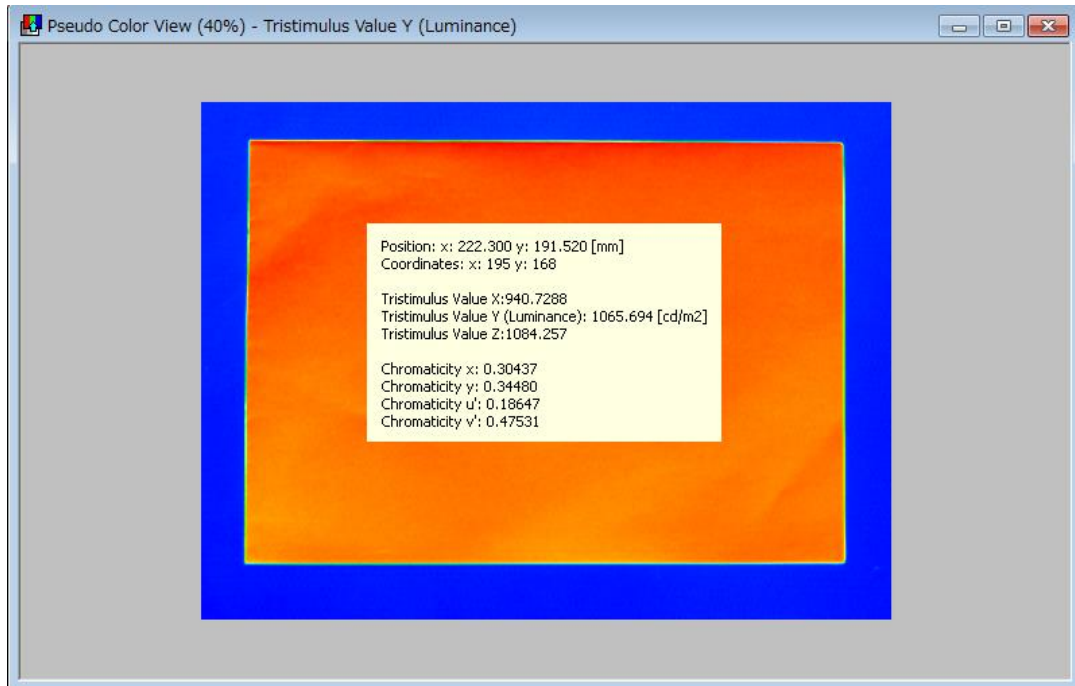 Pseudo Color View (40%) - Tristimulus Value Y (Luminance)
Position: x: 222.300 y: 191.520 [mm]
Coordinates: x: 195 y: 168
Tristimulus Value X:940.7288
Tristimulus Value Y (Luminance): 1065.694 [cd/m2]
Tristimulus Value Z:1084.257
Chromaticity x: 0.30437
Chromaticity y: 0.34480
Chromaticity u': 0.18647
Chromaticity v': 0.47531